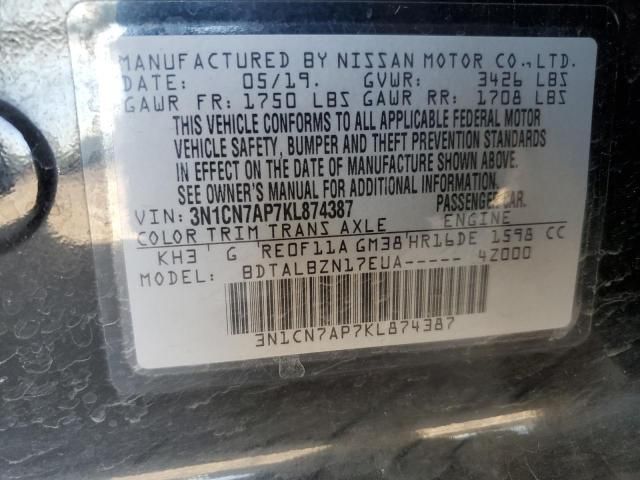 MANUFACTURED BY NISSAN MOTOR CO.,LTD.
DATE: 05/19. GVWR: 3426 LBS
GAWR FR: 1750 LBS GAWR RR: 1708 LBS
THIS VEHICLE CONFORMS TO ALL APPLICABLE FEDERAL MOTOR
VEHICLE SAFETY, BUMPER AND THEFT PREVENTION STANDARDS
IN EFFECT ON THE DATE OF MANUFACTURE SHOWN ABOVE.
SEE OWNER'S MANUAL FOR ADDITIONAL INFORMATION.
VIN: 3N1CN7AP7KL874387 PASSENGER CAR.
COLOR TRIM TRANS AXLE ENGINE
KH3 G RE0F11A GM38 HR16DE 1598 CC
MODEL: BDTALBZN17EUA----- 4Z000
3N1CN7AP7KL874387